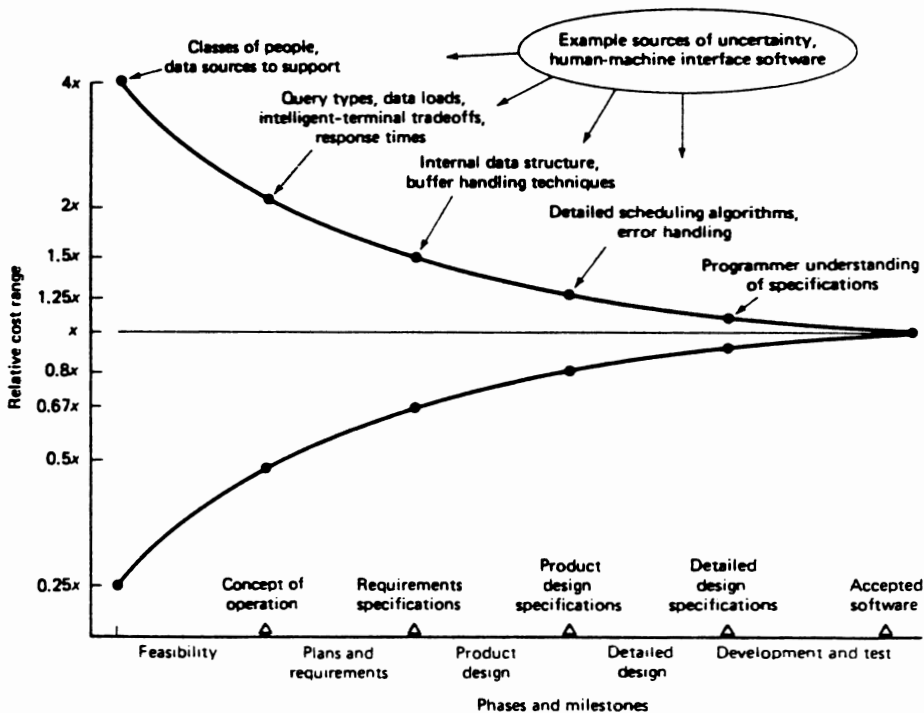 Classes of people,
data sources to support
Example sources of uncertainty,
human-machine interface software
Query types, data loads,
intelligent-terminal tradeoffs,
response times
Internal data structure,
buffer handling techniques
Detailed scheduling algorithms,
error handling
Programmer understanding
of specifications
Relative cost range
4x
2x
1.5x
1.25x
x
0.8x
0.67x
0.5x
0.25x
Concept of
operation
Requirements
specifications
Product
design
specifications
Detailed
design
specifications
Accepted
software
Feasibility
Plans and
requirements
Product
design
Detailed
design
Development and test
Phases and milestones